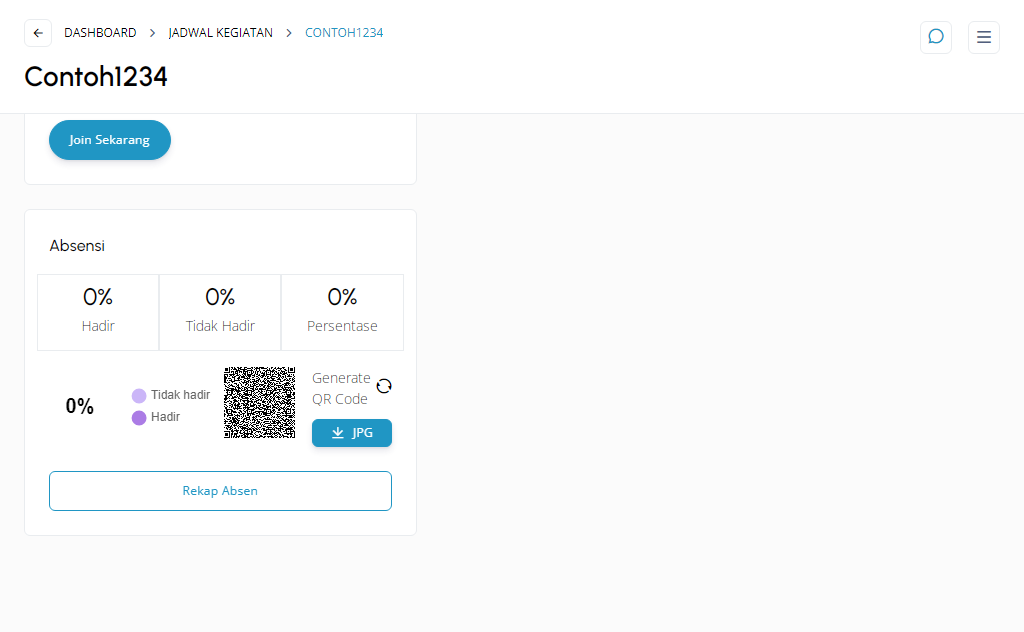 DASHBOARD > JADWAL KEGIATAN > CONTOH1234
Contoh1234
Join Sekarang
Absensi
0% 0% 0%
Hadir Tidak Hadir Persentase
0%
Tidak hadir
Hadir
Generate
QR Code
JPG
Rekap Absen